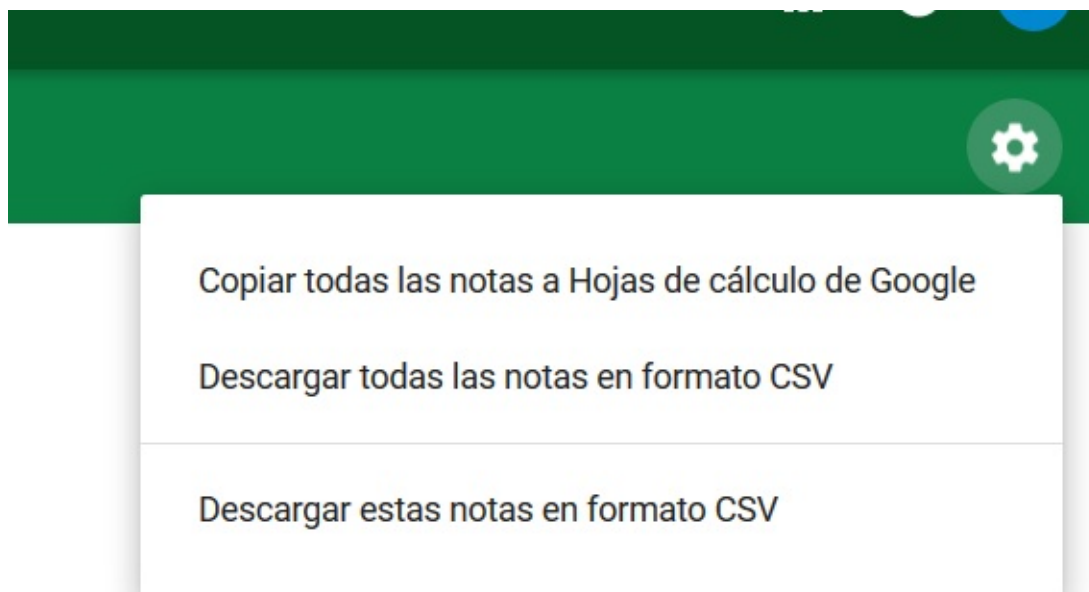 Copiar todas las notas a Hojas de cálculo de Google
Descargar todas las notas en formato CSV
Descargar estas notas en formato CSV